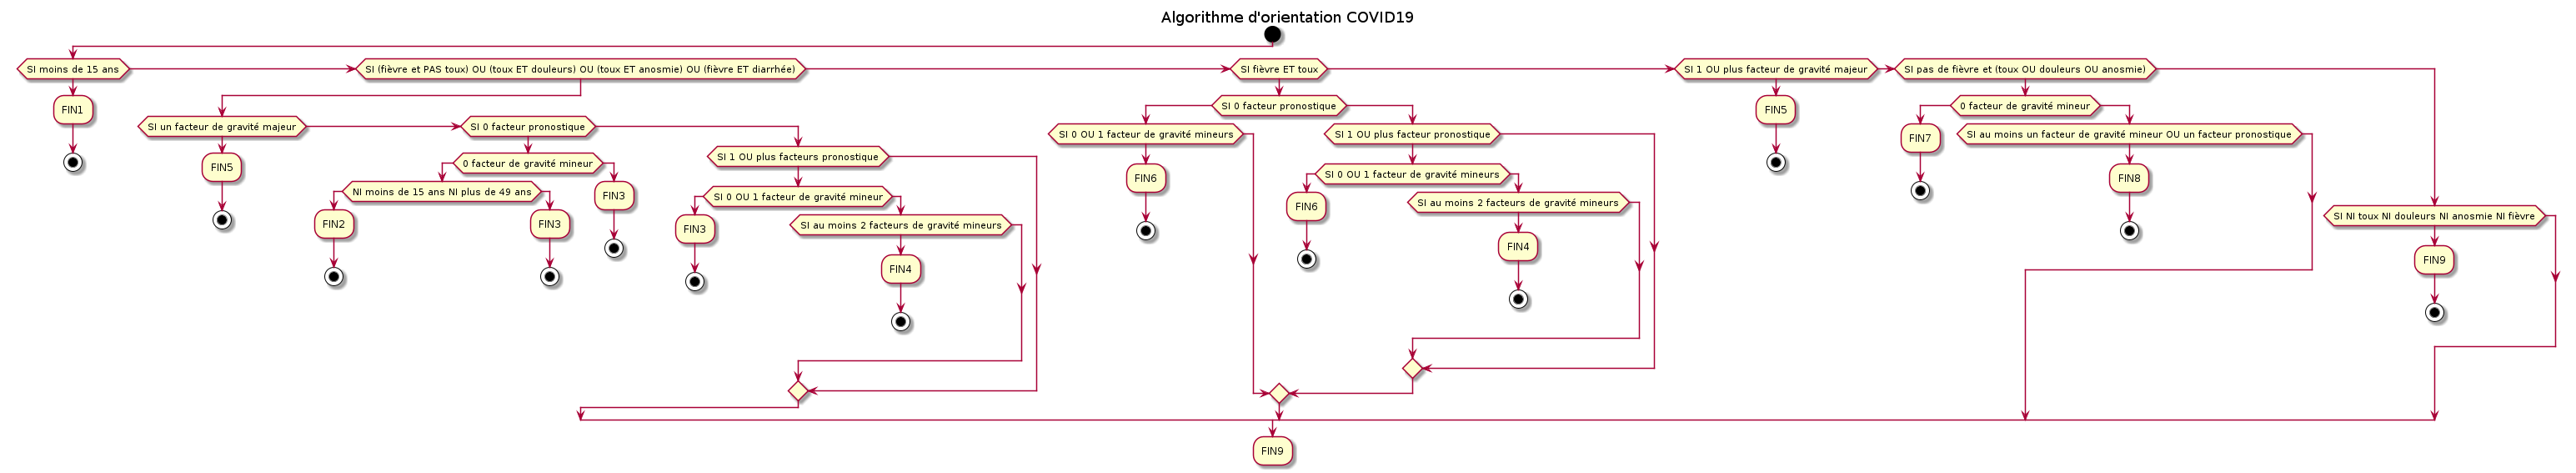 Algorithme d'orientation COVID19
SI moins de 15 ans
SI (fièvre et PAS toux) OU (toux ET douleurs) OU (toux ET anosmie) OU (fièvre ET diarrhée)
SI fièvre ET toux
SI 1 OU plus facteur de gravité majeur
SI pas de fièvre et (toux OU douleurs OU anosmie)
FIN1
SI un facteur de gravité majeur
FIN5
SI 0 facteur pronostique
0 facteur de gravité mineur
NI moins de 15 ans NI plus de 49 ans
FIN2
FIN3
FIN3
SI 1 OU plus facteurs pronostique
SI 0 OU 1 facteur de gravité mineur
FIN3
SI au moins 2 facteurs de gravité mineurs
FIN4
SI 0 facteur pronostique
SI 0 OU 1 facteur de gravité mineurs
FIN6
SI 1 OU plus facteur pronostique
SI 0 OU 1 facteur de gravité mineurs
FIN6
SI au moins 2 facteurs de gravité mineurs
FIN4
FIN5
0 facteur de gravité mineur
FIN7
SI au moins un facteur de gravité mineur OU un facteur pronostique
FIN8
SI NI toux NI douleurs NI anosmie NI fièvre
FIN9
FIN9